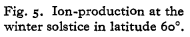 Fig. 5. Ion-production at the
winter solstice in latitude 60°.